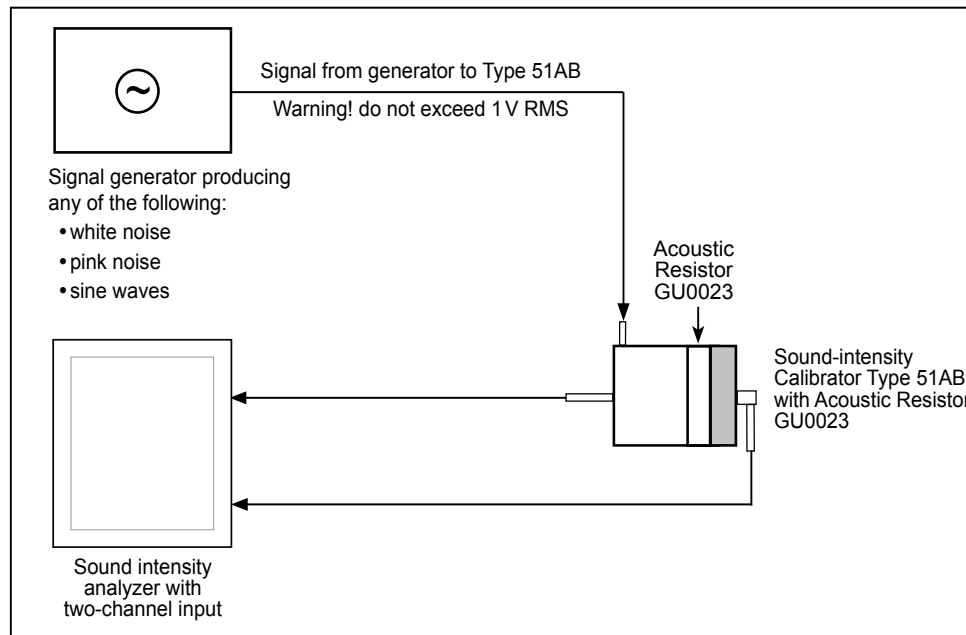 Signal from generator to Type 51AB
Warning! do not exceed 1 V RMS
~
Signal generator producing
any of the following:
• white noise
• pink noise
• sine waves
Acoustic
Resistor
GU0023
Sound-intensity
Calibrator Type 51AB
with Acoustic Resistor
GU0023
Sound intensity
analyzer with
two-channel input